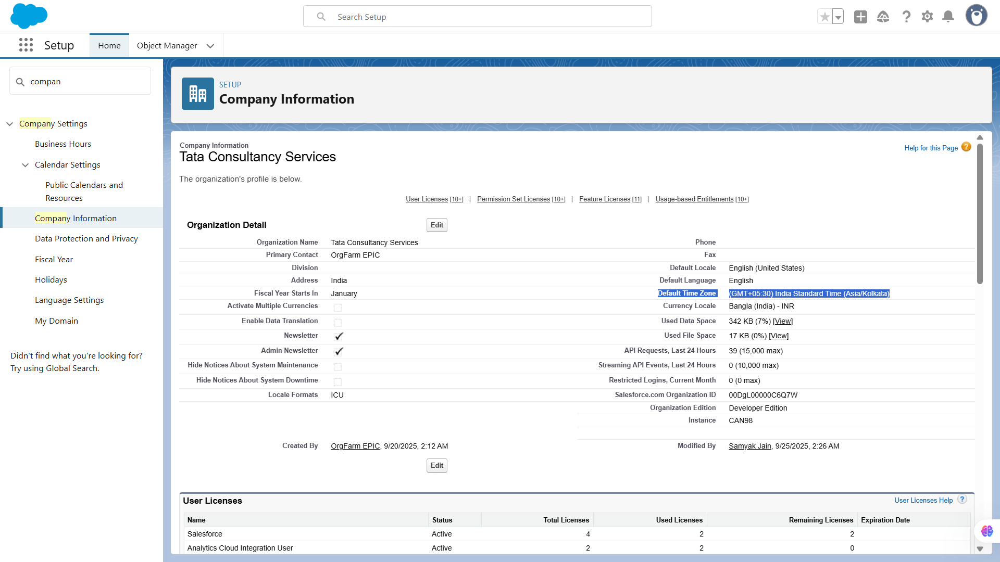 Search Setup
Setup
Home
Object Manager
compan
Company Settings
Business Hours
Calendar Settings
Public Calendars and
Resources
Company Information
Data Protection and Privacy
Fiscal Year
Holidays
Language Settings
My Domain
Didn't find what you're looking for?
Try using Global Search.
SETUP
Company Information
Company Information
Tata Consultancy Services
Help for this Page ?
The organization's profile is below.
User Licenses [10+] | Permission Set Licenses [10+] | Feature Licenses [11] | Usage-based Entitlements [10+]
Organization Detail Edit
Organization Name Tata Consultancy Services Phone
Primary Contact OrgFarm EPIC Fax
Division Default Locale English (United States)
Address India Default Language English
Fiscal Year Starts In January Default Time Zone (GMT+05:30) India Standard Time (Asia/Kolkata)
Activate Multiple Currencies Currency Locale Bangla (India) - INR
Enable Data Translation Used Data Space 342 KB (7%) [View]
Newsletter Used File Space 17 KB (0%) [View]
Admin Newsletter API Requests, Last 24 Hours 39 (15,000 max)
Hide Notices About System Maintenance Streaming API Events, Last 24 Hours 0 (10,000 max)
Hide Notices About System Downtime Restricted Logins, Current Month 0 (0 max)
Locale Formats ICU Salesforce.com Organization ID 00DgL00000C6Q7W
Organization Edition Developer Edition
Instance CAN98
Created By OrgFarm EPIC, 9/20/2025, 2:12 AM Modified By Samyak Jain, 9/25/2025, 2:26 AM
Edit
User Licenses User Licenses Help ?
Name Status Total Licenses Used Licenses Remaining Licenses Expiration Date
Salesforce Active 4 2 2
Analytics Cloud Integration User Active 2 2 0